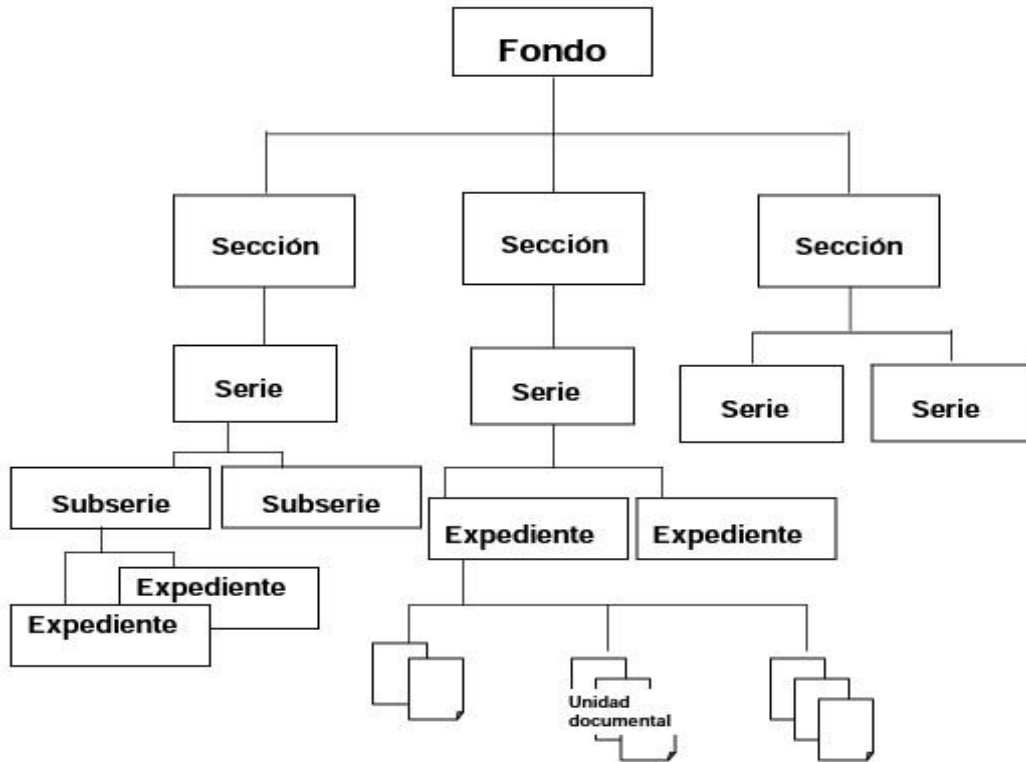 Fondo
Sección
Sección
Sección
Serie
Serie
Serie
Serie
Subserie
Subserie
Expediente
Expediente
Expediente
Expediente
Unidad
documental